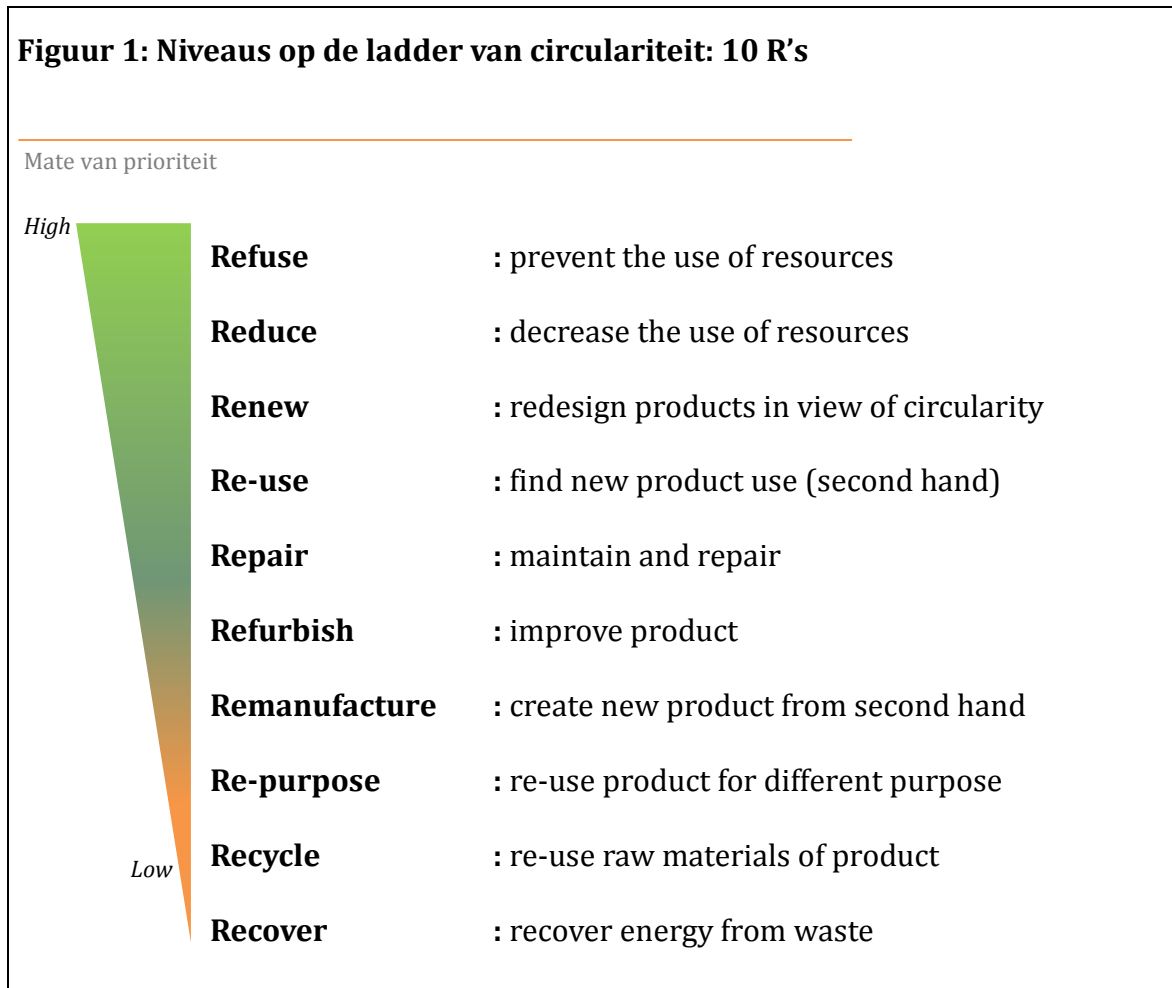 Figuur 1: Niveaus op de ladder van circulariteit: 10 R's
Mate van prioriteit
High
Refuse : prevent the use of resources
Reduce : decrease the use of resources
Renew : redesign products in view of circularity
Re-use : find new product use (second hand)
Repair : maintain and repair
Refurbish : improve product
Remanufacture : create new product from second hand
Re-purpose : re-use product for different purpose
Low Recycle : re-use raw materials of product
Recover : recover energy from waste